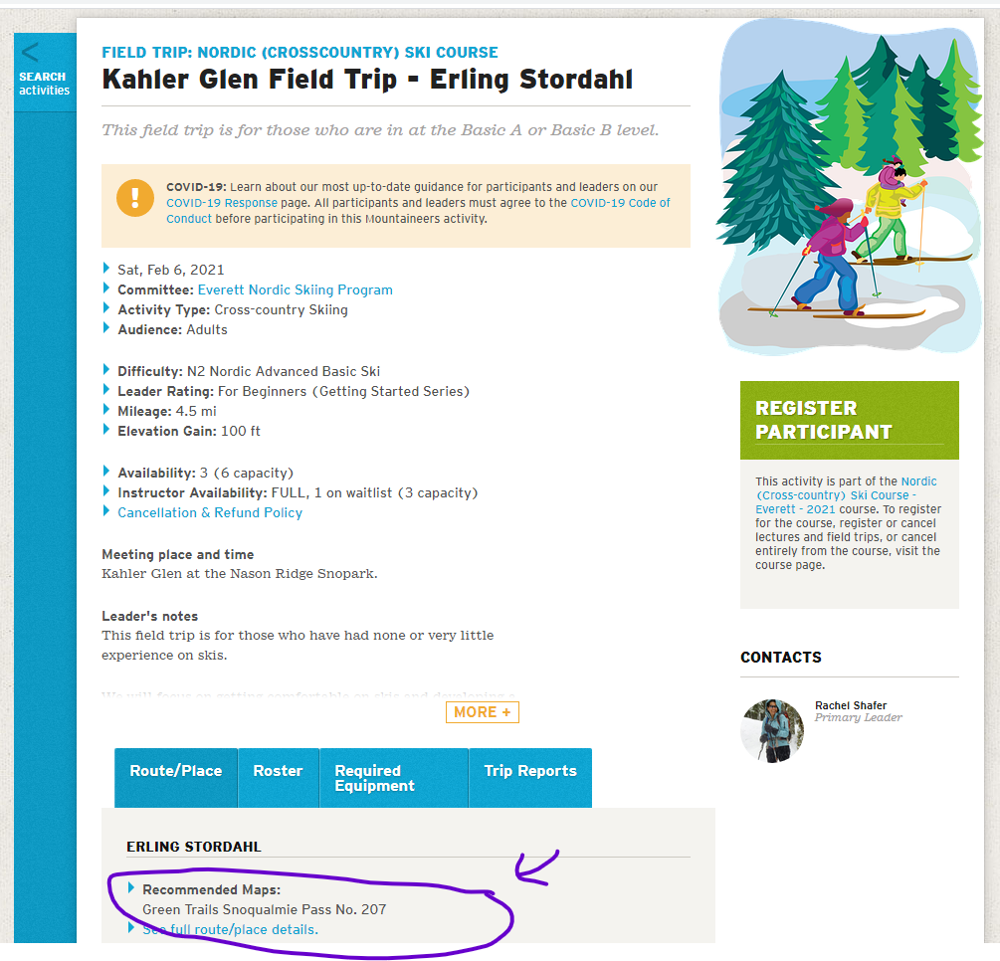 <
SEARCH
activities
FIELD TRIP: NORDIC (CROSSCOUNTRY) SKI COURSE
Kahler Glen Field Trip - Erling Stordahl
This field trip is for those who are in at the Basic A or Basic B level.
COVID-19: Learn about our most up-to-date guidance for participants and leaders on our
COVID-19 Response page. All participants and leaders must agree to the COVID-19 Code of
Conduct before participating in this Mountaineers activity.
Sat, Feb 6, 2021
Committee: Everett Nordic Skiing Program
Activity Type: Cross-country Skiing
Audience: Adults
Difficulty: N2 Nordic Advanced Basic Ski
Leader Rating: For Beginners (Getting Started Series)
Mileage: 4.5 mi
Elevation Gain: 100 ft
Availability: 3 (6 capacity)
Instructor Availability: FULL, 1 on waitlist (3 capacity)
Cancellation & Refund Policy
Meeting place and time
Kahler Glen at the Nason Ridge Snopark.
Leader's notes
This field trip is for those who have had none or very little
experience on skis.
We will focus on getting comfortable on skis and developing a
MORE +
REGISTER
PARTICIPANT
This activity is part of the Nordic
(Cross-country) Ski Course -
Everett - 2021 course. To register
for the course, register or cancel
lectures and field trips, or cancel
entirely from the course, visit the
course page.
CONTACTS
Rachel Shafer
Primary Leader
Route/Place
Roster
Required
Equipment
Trip Reports
ERLING STORDAHL
Recommended Maps:
Green Trails Snoqualmie Pass No. 207
See full route/place details.